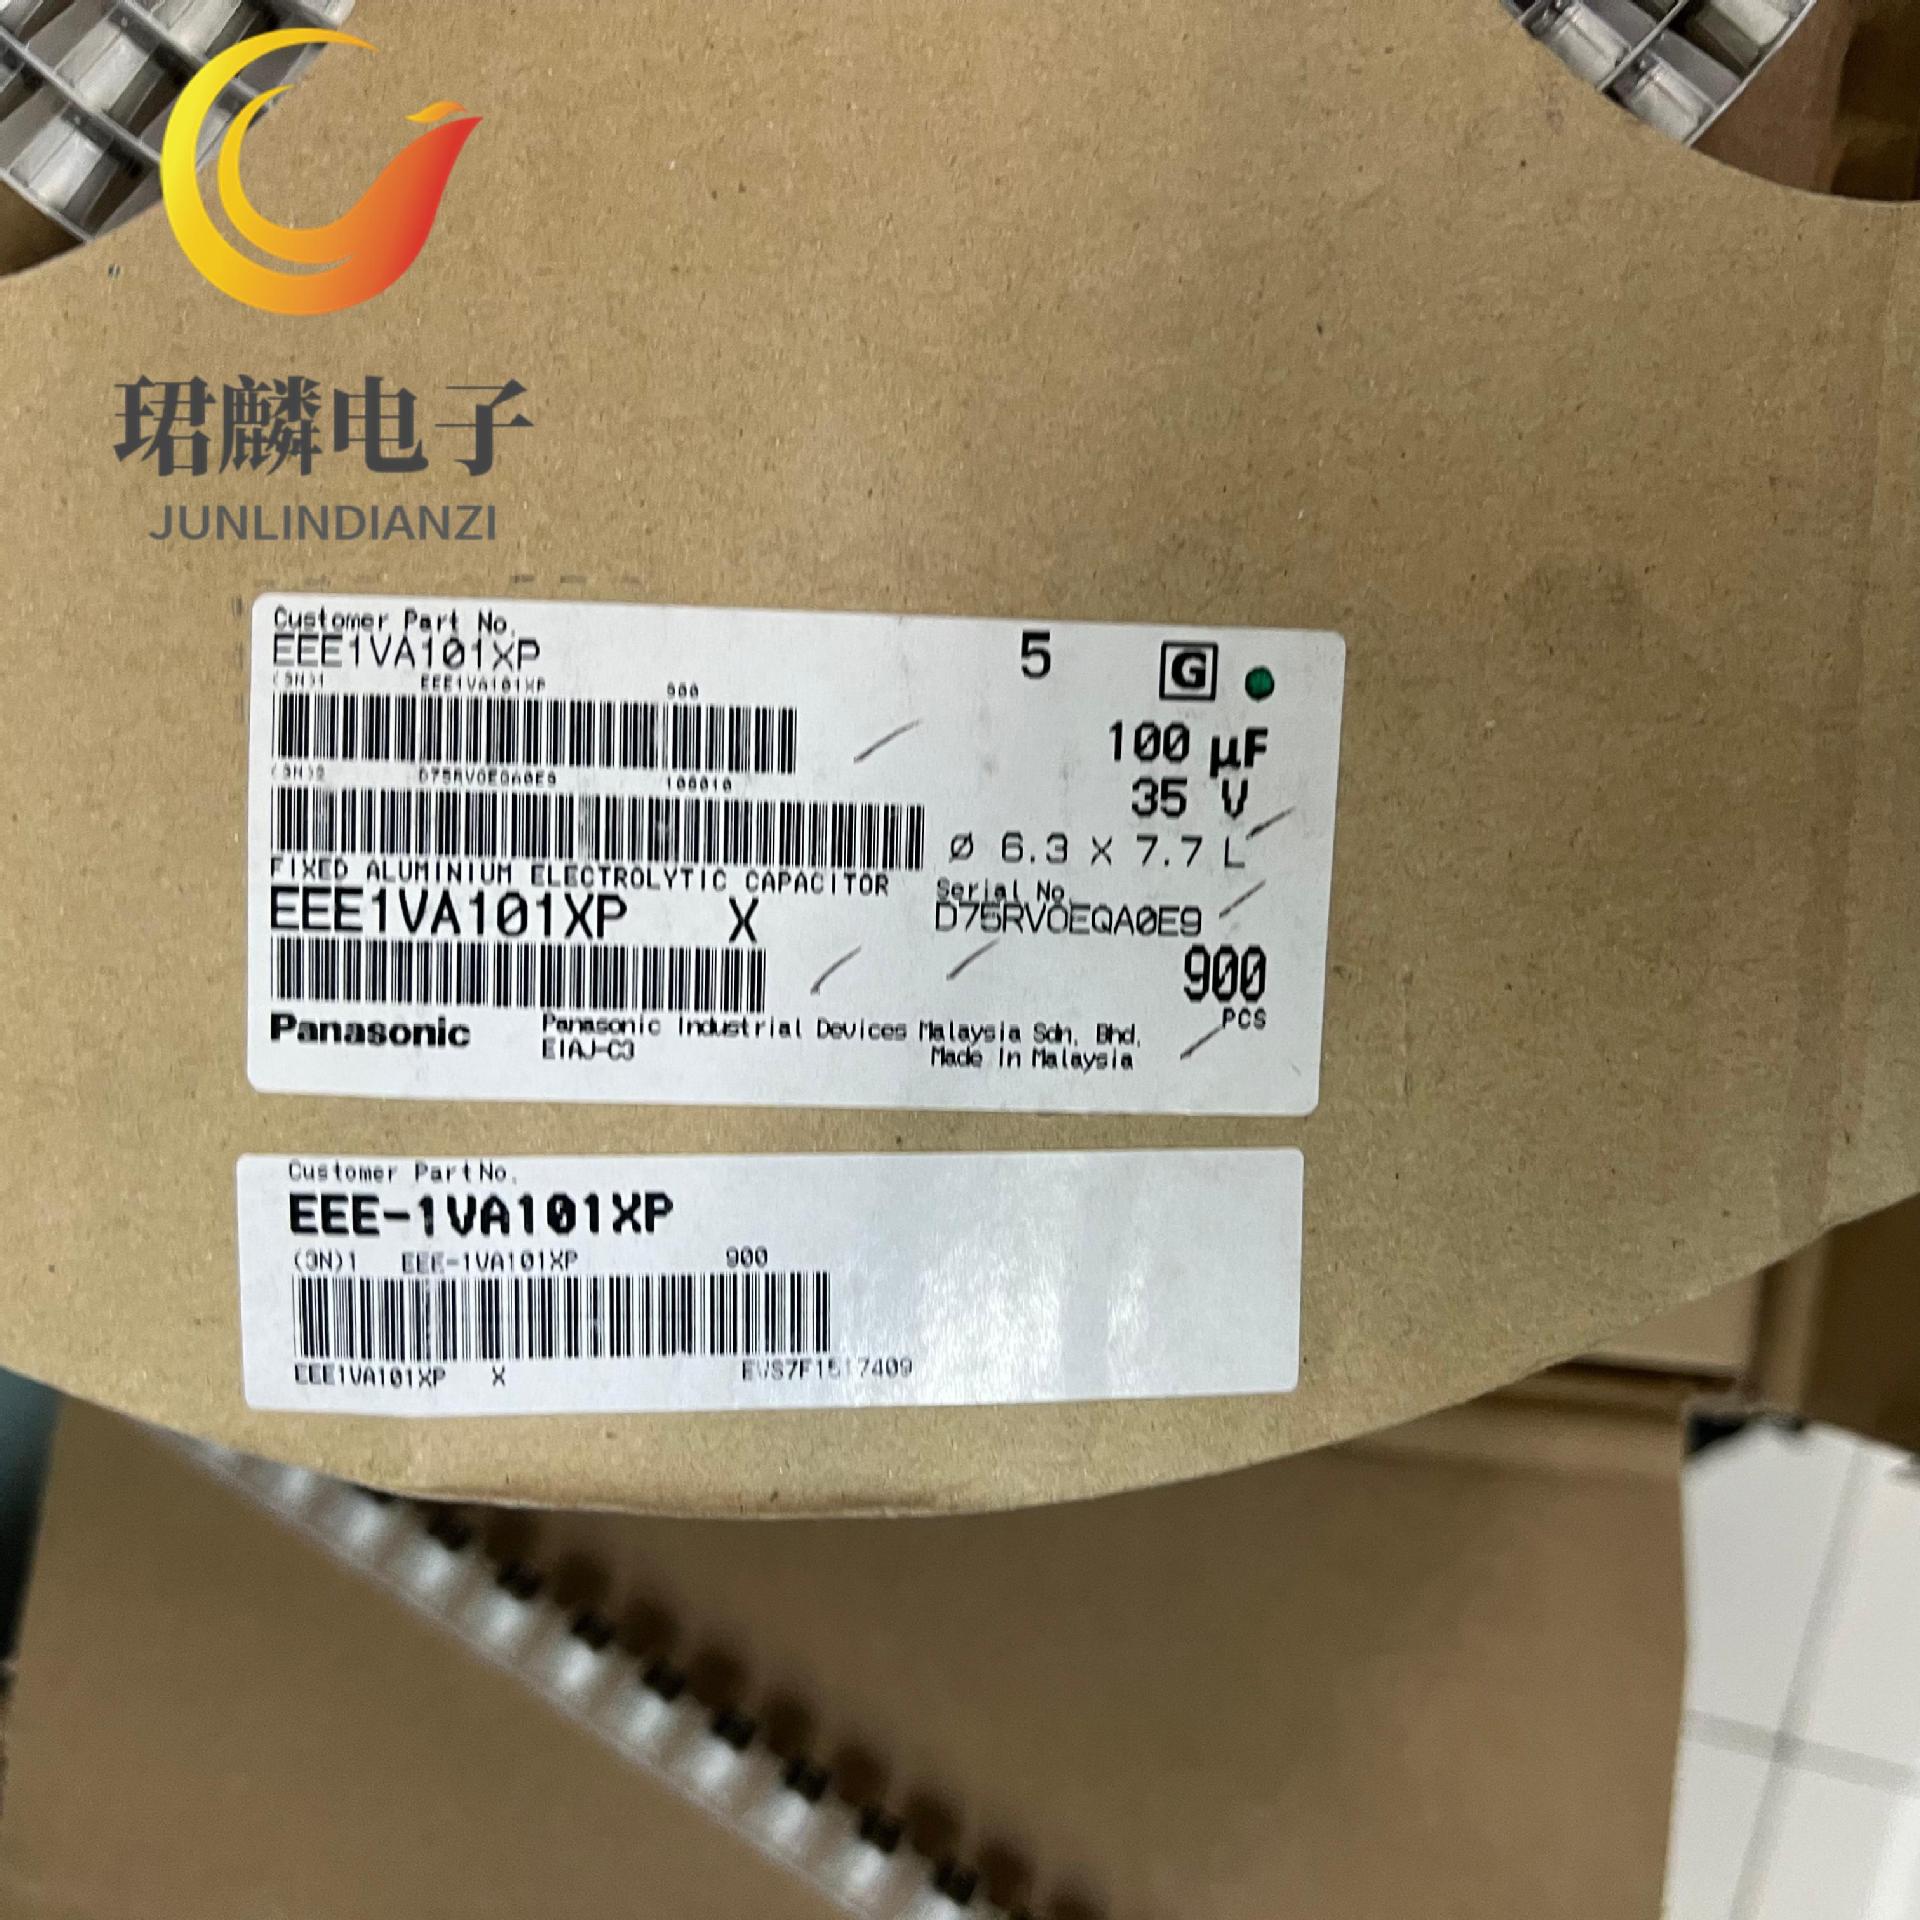 珺麟电子
JUNLINDIANZI
Customer Part No.
EEE1VA101XP
5 G
(3N)1 EEE1VA101XP 900
100 µF
(3N)2 D75RV0EQA0E9 100010
35 V
Ø 6.3 X 7.7 L
FIXED ALUMINIUM ELECTROLYTIC CAPACITOR
Serial No.
EEE1VA101XP X
D75RV0EQA0E9
900
PCS
Panasonic
Panasonic Industrial Devices Malaysia Sdn. Bhd.
EIAJ-C3
Made In Malaysia
Customer Part No.
EEE-1VA101XP
(3N)1 EEE-1VA101XP 900
EEE1VA101XP X